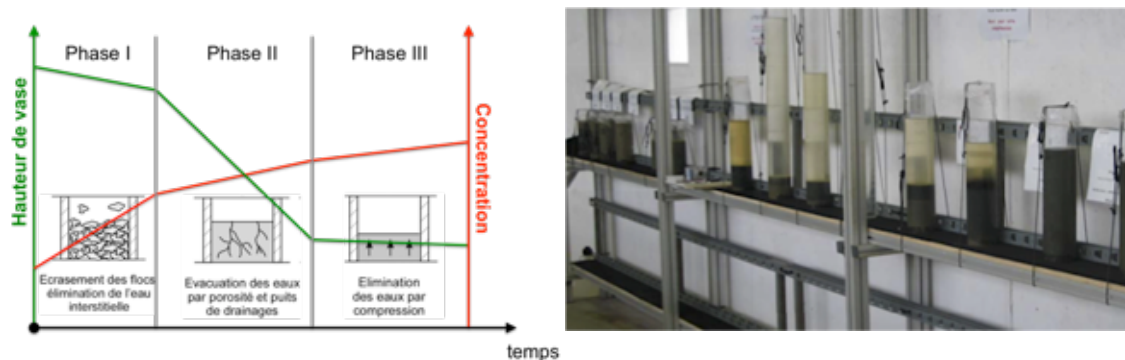 Phase I
Phase II
Phase III
Hauteur de vase
Concentration
Ecrasement des flocs
élimination de l'eau
interstitielle
Evacuation des eaux
par porosité et puits
de drainages
Elimination
des eaux par
compression
temps